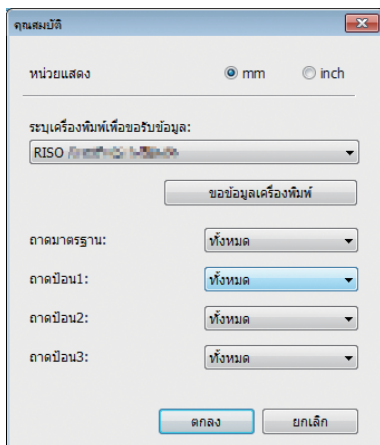 คุณสมบัติ
หน่วยแสดง mm inch
ระบุเครื่องพิมพ์เพื่อขอรับข้อมูล:
RISO
ขอข้อมูลเครื่องพิมพ์
ถาดมาตรฐาน: ทั้งหมด
ถาดป้อน1: ทั้งหมด
ถาดป้อน2: ทั้งหมด
ถาดป้อน3: ทั้งหมด
ตกลง ยกเลิก